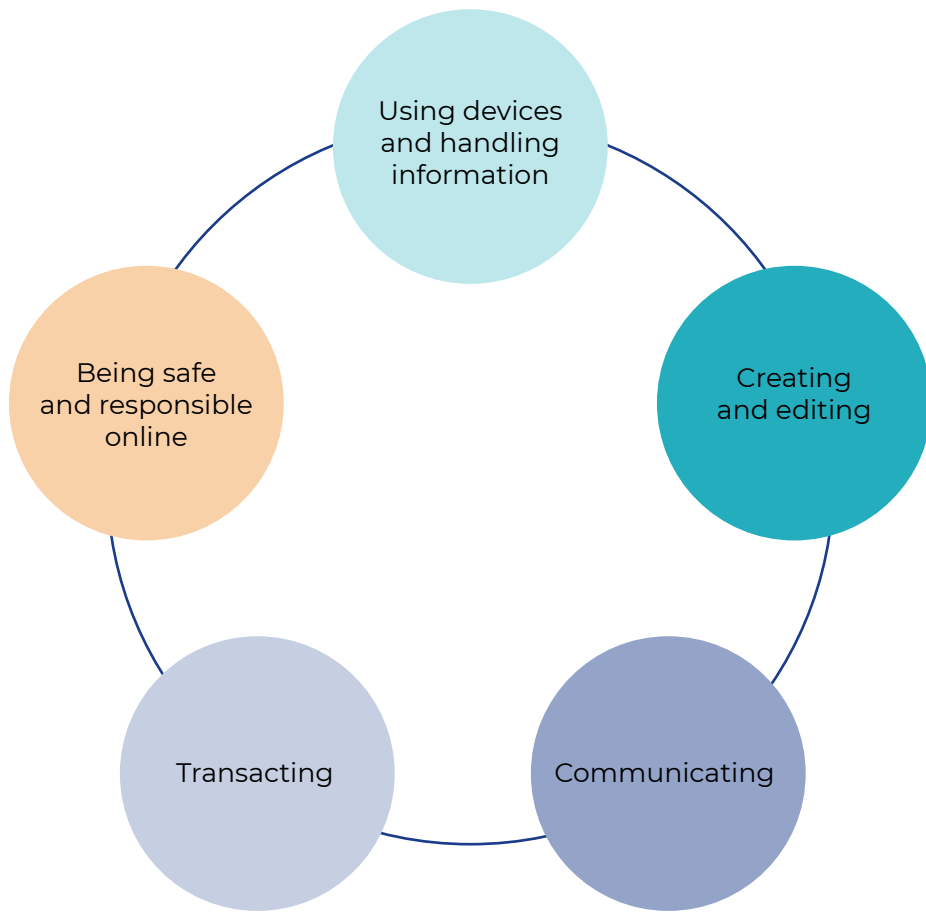 Using devices
and handling
information
Creating
and editing
Communicating
Transacting
Being safe
and responsible
online